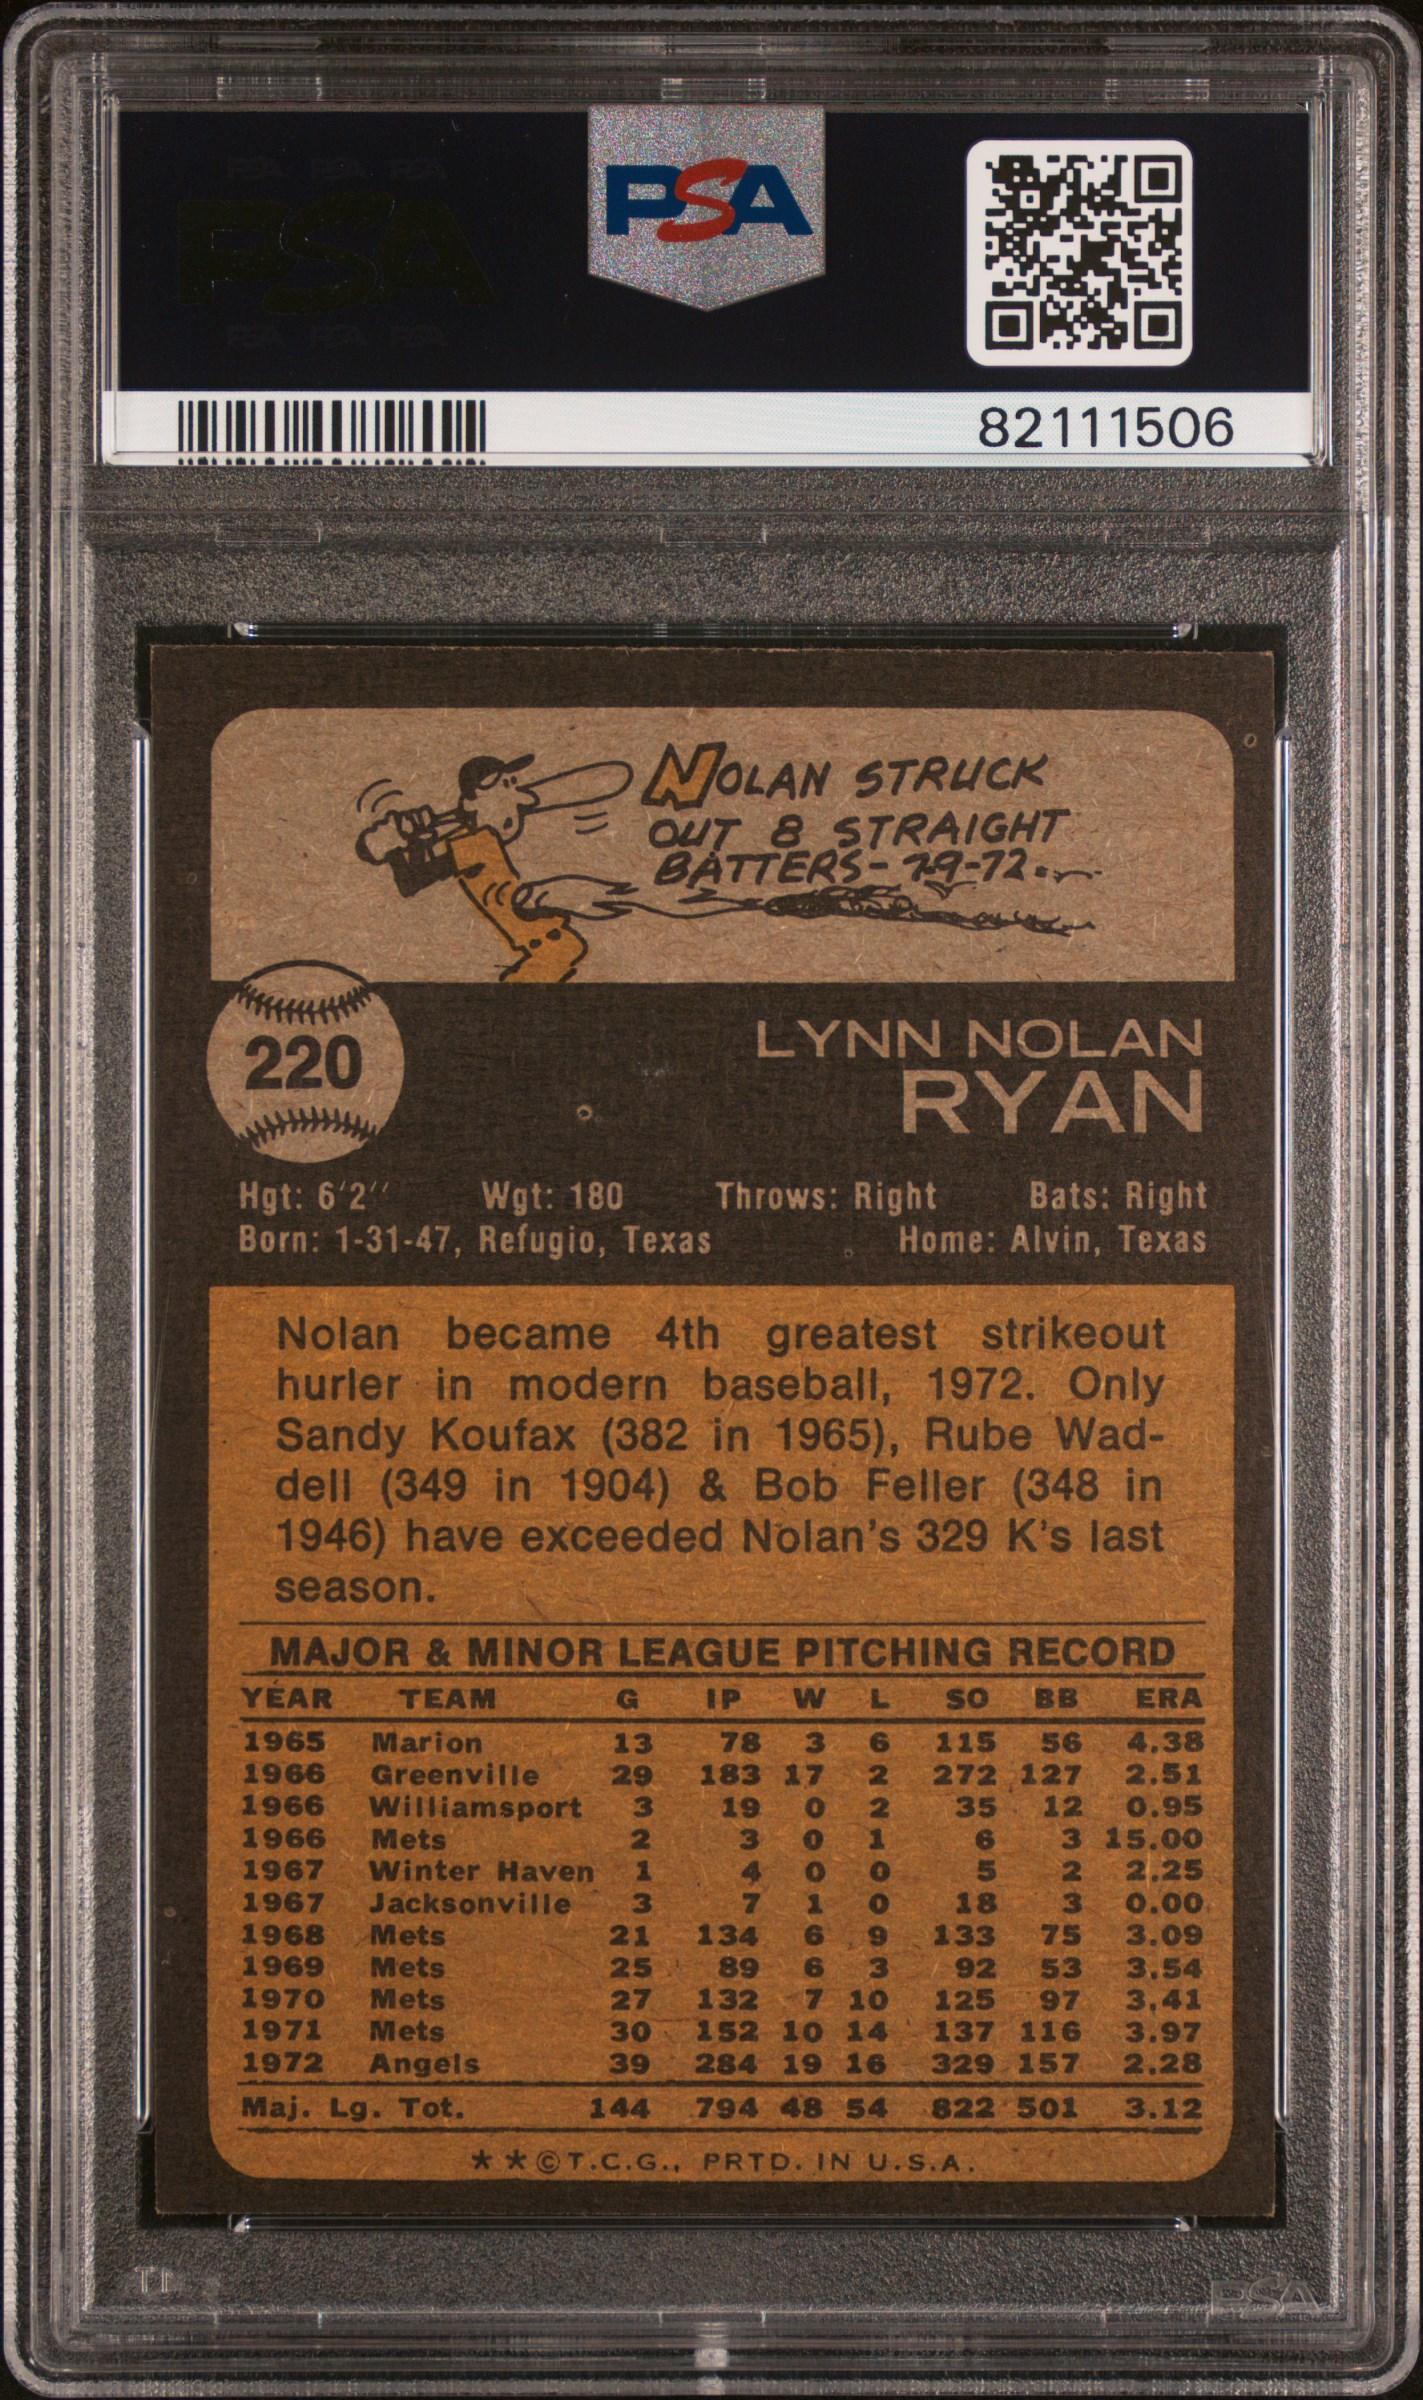 PSA PSA PSA
PSA
PSA PSA PSA
PSA
82111506
NOLAN STRUCK
OUT 8 STRAIGHT
BATTERS- 7-9-72...
220
LYNN NOLAN
RYAN
Hgt: 6'2'' Wgt: 180 Throws: Right Bats: Right
Born: 1-31-47, Refugio, Texas Home: Alvin, Texas
Nolan became 4th greatest strikeout
hurler in modern baseball, 1972. Only
Sandy Koufax (382 in 1965), Rube Wad-
dell (349 in 1904) & Bob Feller (348 in
1946) have exceeded Nolan's 329 K's last
season.
MAJOR & MINOR LEAGUE PITCHING RECORD
YEAR TEAM G IP W L SO BB ERA
1965 Marion 13 78 3 6 115 56 4.38
1966 Greenville 29 183 17 2 272 127 2.51
1966 Williamsport 3 19 0 2 35 12 0.95
1966 Mets 2 3 0 1 6 3 15.00
1967 Winter Haven 1 4 0 0 5 2 2.25
1967 Jacksonville 3 7 1 0 18 3 0.00
1968 Mets 21 134 6 9 133 75 3.09
1969 Mets 25 89 6 3 92 53 3.54
1970 Mets 27 132 7 10 125 97 3.41
1971 Mets 30 152 10 14 137 116 3.97
1972 Angels 39 284 19 16 329 157 2.28
Maj. Lg. Tot. 144 794 48 54 822 501 3.12
**©T.C.G., PRTD. IN U.S.A.
PSA